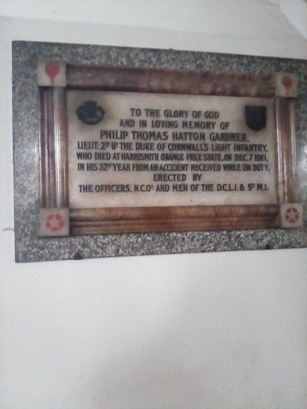 TO THE GLORY OF GOD
AND IN LOVING MEMORY OF
PHILIP THOMAS HATTON GARDNER,
LIEUT. 2ND BN THE DUKE OF CORNWALL'S LIGHT INFANTRY,
WHO DIED AT HARRISMITH ORANGE FREE STATE, ON DEC. 7 1911,
IN HIS 32ND YEAR FROM AN ACCIDENT RECEIVED WHILE ON DUTY.
ERECTED BY
THE OFFICERS, N.C.OS AND MEN OF THE D.C.L.I. & 5TH M.I.